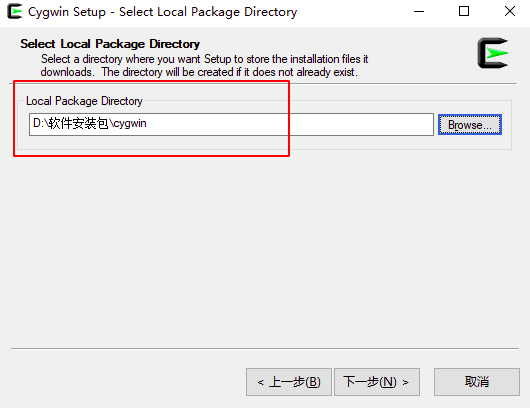 Cygwin Setup - Select Local Package Directory
Select Local Package Directory
Select a directory where you want Setup to store the installation files it
downloads. The directory will be created if it does not already exist.
Local Package Directory
D:\软件安装包\cygwin
Browse...
< 上一步(B)
下一步(N) >
取消